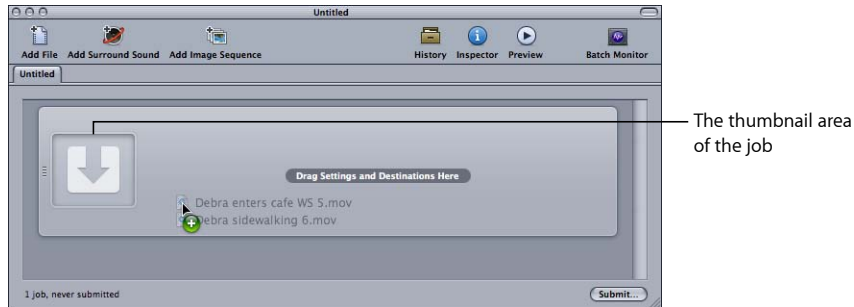 Untitled
Add File Add Surround Sound Add Image Sequence History Inspector Preview Batch Monitor
Untitled
The thumbnail area
of the job
Drag Settings and Destinations Here
Debra enters cafe WS 5.mov
Debra sidewalking 6.mov
1 job, never submitted Submit...